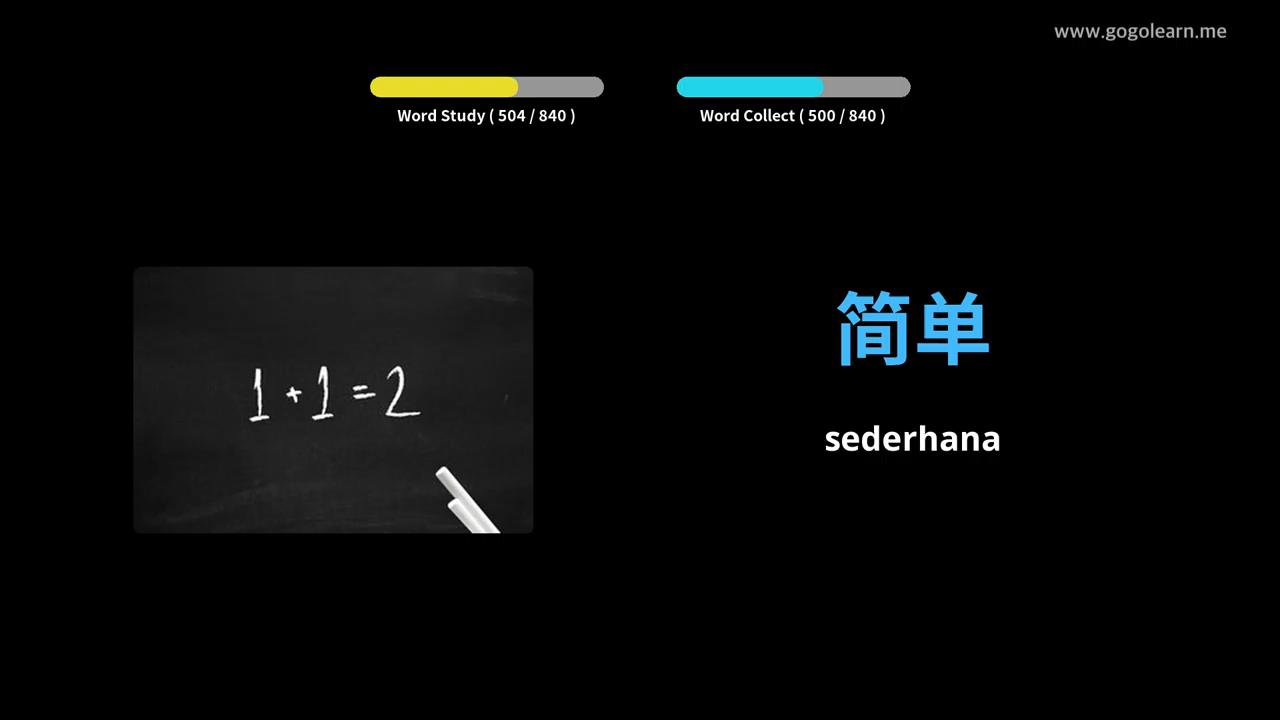 www.gogolearn.me
Word Study ( 504 / 840 )
Word Collect ( 500 / 840 )
1 + 1 = 2
简单
sederhana